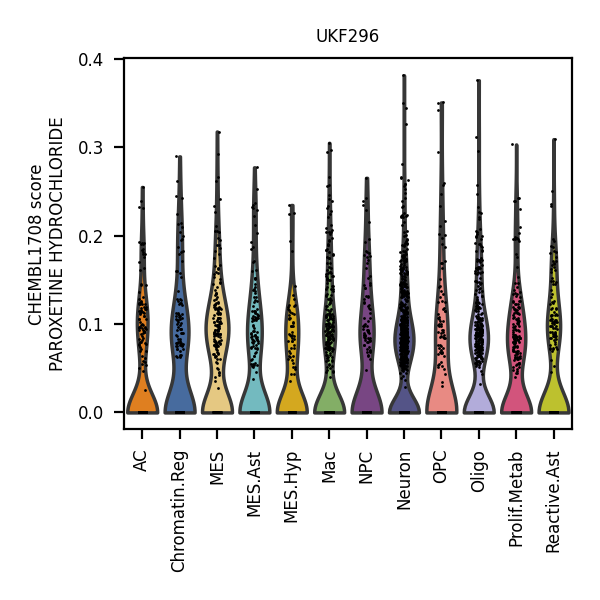 UKF296
CHEMBL1708 score
PAROXETINE HYDROCHLORIDE
0.4
0.3
0.2
0.1
0.0
AC
Chromatin.Reg
MES
MES.Ast
MES.Hyp
Mac
NPC
Neuron
OPC
Oligo
Prolif.Metab
Reactive.Ast